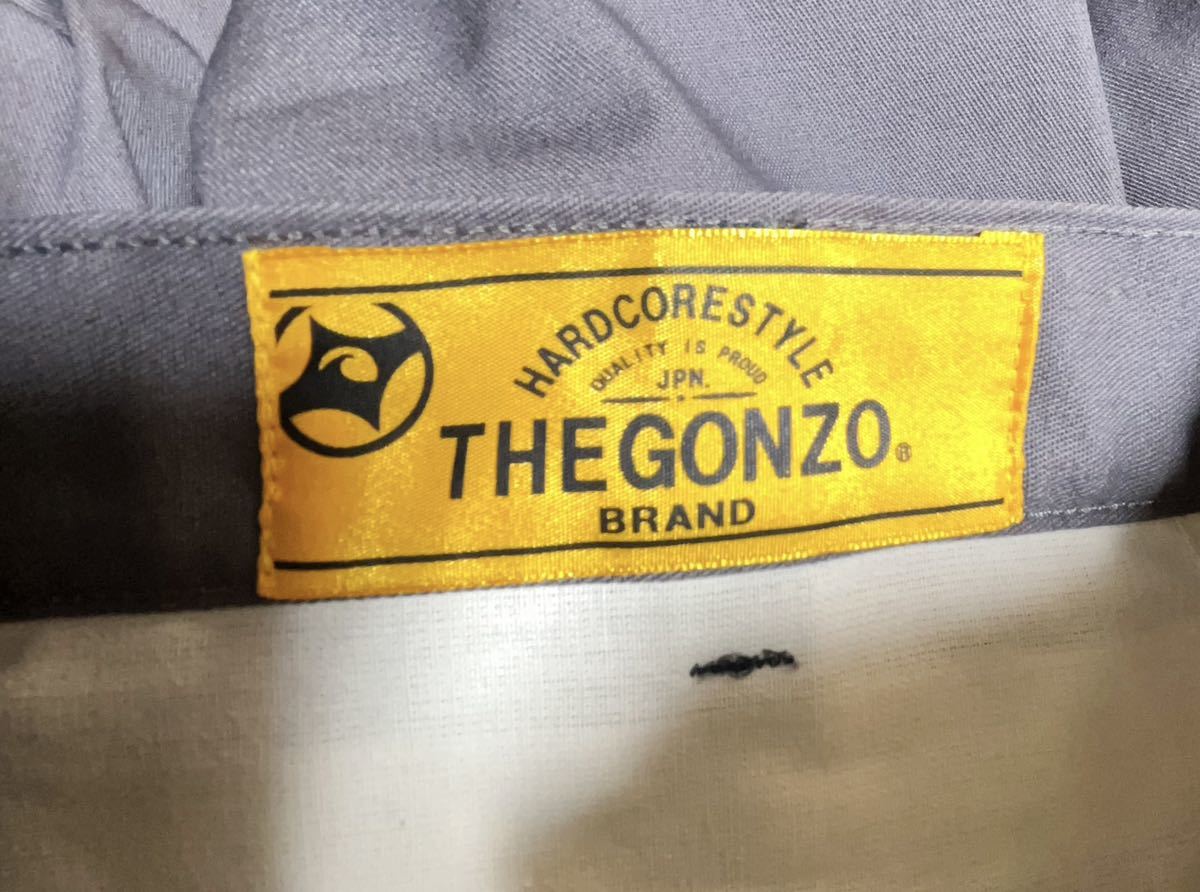 HARDCORESTYLE
QUALITY IS PROUD
JPN.
THEGONZO®
BRAND